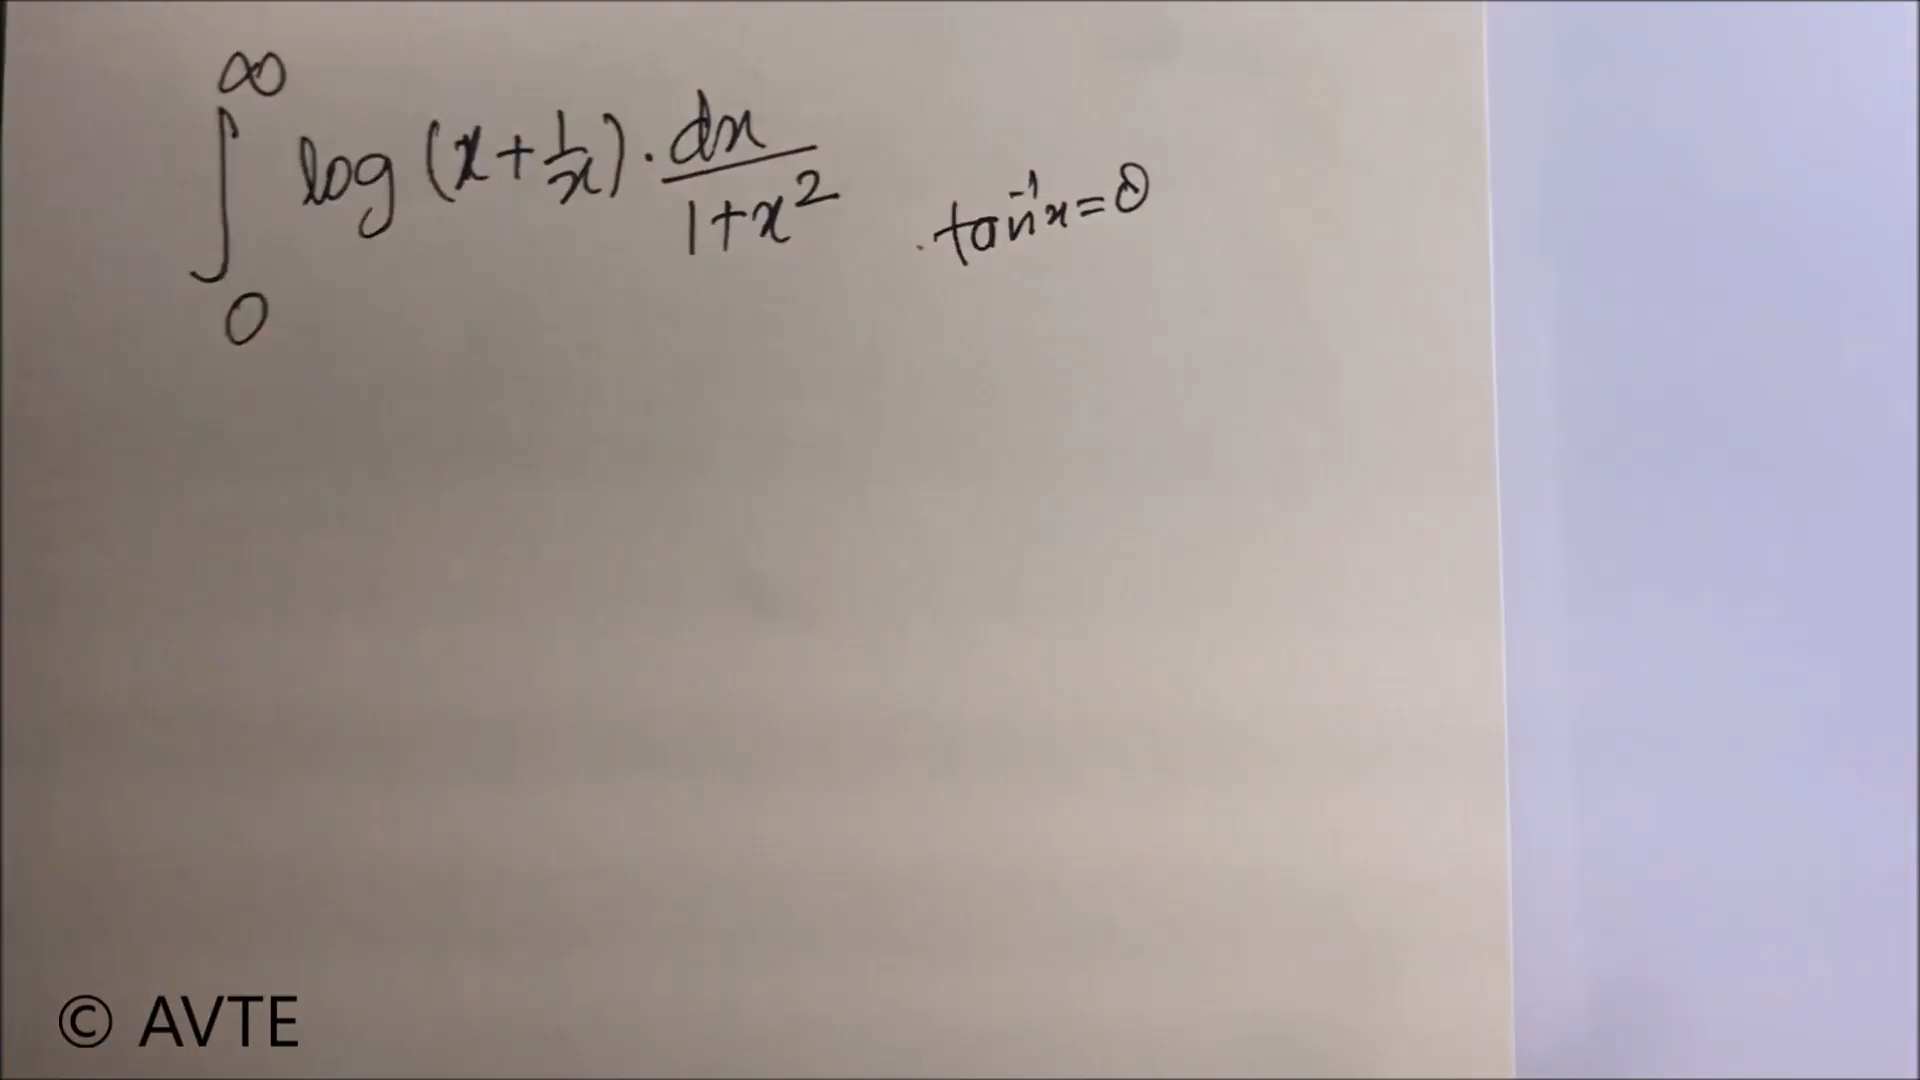 ∫₀^∞ log (x + 1/x) · dx/(1+x²)
tan⁻¹x = θ
© AVTE